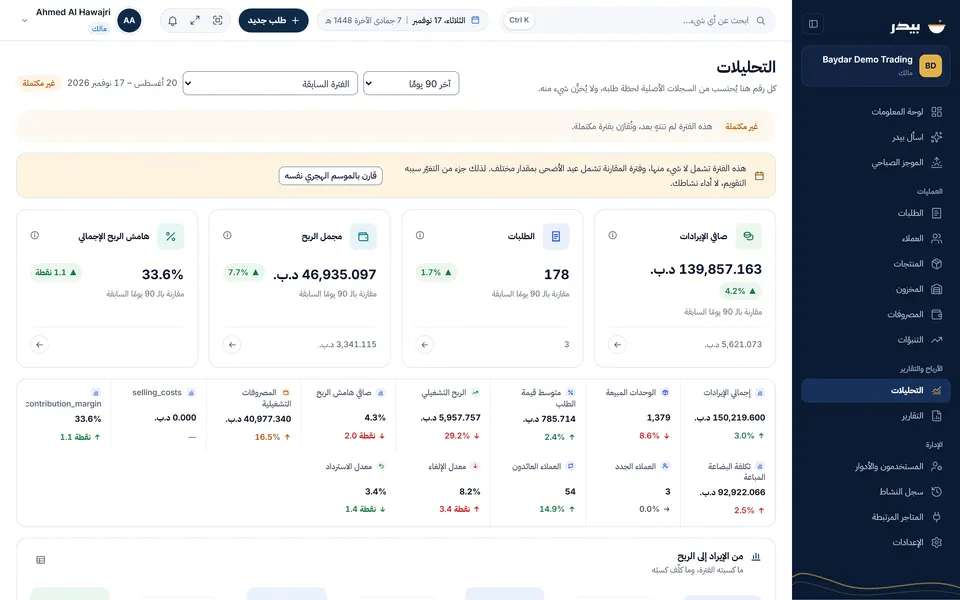 بيدر
Baydar Demo Trading
مالك
BD
لوحة المعلومات
اسأل بيدر
الموجز الصباحي
العمليات
الطلبات
العملاء
المنتجات
المخزون
المصروفات
التنبؤات
الأرباح والتقارير
التحليلات
التقارير
الإدارة
المستخدمون والأدوار
سجل النشاط
المتاجر المرتبطة
الإعدادات
ابحث عن أي شيء...
Ctrl K
الثلاثاء، 17 نوفمبر | 7 جمادى الآخرة 1448 هـ
+ طلب جديد
AA
Ahmed Al Hawajri
مالك
التحليلات
كل رقم هنا يُحتسب من السجلات الأصلية لحظة طلبه، ولا يُخزَّن شيء منه.
آخر 90 يومًا
الفترة السابقة
20 أغسطس – 17 نوفمبر 2026
غير مكتملة
غير مكتملة
هذه الفترة لم تنتهِ بعد، وتُقارَن بفترة مكتملة.
هذه الفترة تشمل لا شيء منها، وفترة المقارنة تشمل عيد الأضحى بمقدار مختلف. لذلك جزء من التغيّر سببه
التقويم، لا أداء نشاطك.
قارن بالموسم الهجري نفسه
صافي الإيرادات
139,857.163 د.ب.
▲ 4.2%
مقارنة بالـ 90 يومًا السابقة
5,621.073 د.ب.
الطلبات
178
▲ 1.7%
مقارنة بالـ 90 يومًا السابقة
3
مجمل الربح
46,935.097 د.ب.
▲ 7.7%
مقارنة بالـ 90 يومًا السابقة
3,341.115 د.ب.
هامش الربح الإجمالي
33.6%
▲ 1.1 نقطة
مقارنة بالـ 90 يومًا السابقة
إجمالي الإيرادات
150,219.600 د.ب.
↑ 3.0%
الوحدات المبيعة
1,379
↓ 8.6%
متوسط قيمة
الطلب
785.714 د.ب.
↑ 2.4%
الربح التشغيلي
5,957.757 د.ب.
↓ 29.2%
صافي هامش الربح
4.3%
↓ 2.0 نقطة
المصروفات
التشغيلية
40,977.340 د.ب.
↑ 16.5%
selling_costs
0.000 د.ب.
—
contribution_margin
33.6%
↑ 1.1 نقطة
تكلفة البضاعة
المباعة
92,922.066 د.ب.
↑ 2.5%
العملاء الجدد
3
→ 0.0%
العملاء العائدون
54
↑ 14.9%
معدل الإلغاء
8.2%
↑ 3.4 نقطة
معدل الاسترداد
3.4%
↓ 1.4 نقطة
من الإيراد إلى الربح
ما كسبته الفترة، وما كلّف كسبُه